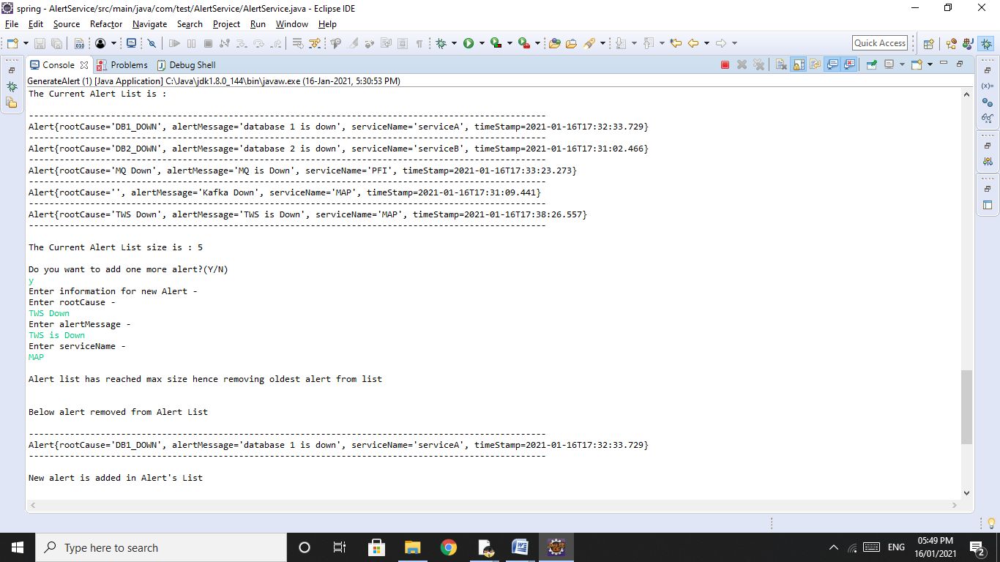 spring - AlertService/src/main/java/com/test/AlertService/AlertService.java - Eclipse IDE
File Edit Source Refactor Navigate Search Project Run Window Help
Quick Access
Console Problems Debug Shell
GenerateAlert (1) [Java Application] C:\Java\jdk1.8.0_144\bin\javaw.exe (16-Jan-2021, 5:30:53 PM)
The Current Alert List is :
-----------------------------------------------------------------------------------------------------
Alert{rootCause='DB1_DOWN', alertMessage='database 1 is down', serviceName='serviceA', timeStamp=2021-01-16T17:32:33.729}
-----------------------------------------------------------------------------------------------------
Alert{rootCause='DB2_DOWN', alertMessage='database 2 is down', serviceName='serviceB', timeStamp=2021-01-16T17:31:02.466}
-----------------------------------------------------------------------------------------------------
Alert{rootCause='MQ Down', alertMessage='MQ is Down', serviceName='PFI', timeStamp=2021-01-16T17:33:23.273}
-----------------------------------------------------------------------------------------------------
Alert{rootCause='', alertMessage='Kafka Down', serviceName='MAP', timeStamp=2021-01-16T17:31:09.441}
-----------------------------------------------------------------------------------------------------
Alert{rootCause='TWS Down', alertMessage='TWS is Down', serviceName='MAP', timeStamp=2021-01-16T17:38:26.557}
-----------------------------------------------------------------------------------------------------
The Current Alert List size is : 5
Do you want to add one more alert?(Y/N)
y
Enter information for new Alert -
Enter rootCause -
TWS Down
Enter alertMessage -
TWS is Down
Enter serviceName -
MAP
Alert list has reached max size hence removing oldest alert from list
Below alert removed from Alert List
-----------------------------------------------------------------------------------------------------
Alert{rootCause='DB1_DOWN', alertMessage='database 1 is down', serviceName='serviceA', timeStamp=2021-01-16T17:32:33.729}
-----------------------------------------------------------------------------------------------------
New alert is added in Alert's List
Type here to search
ENG
05:49 PM
16/01/2021
2